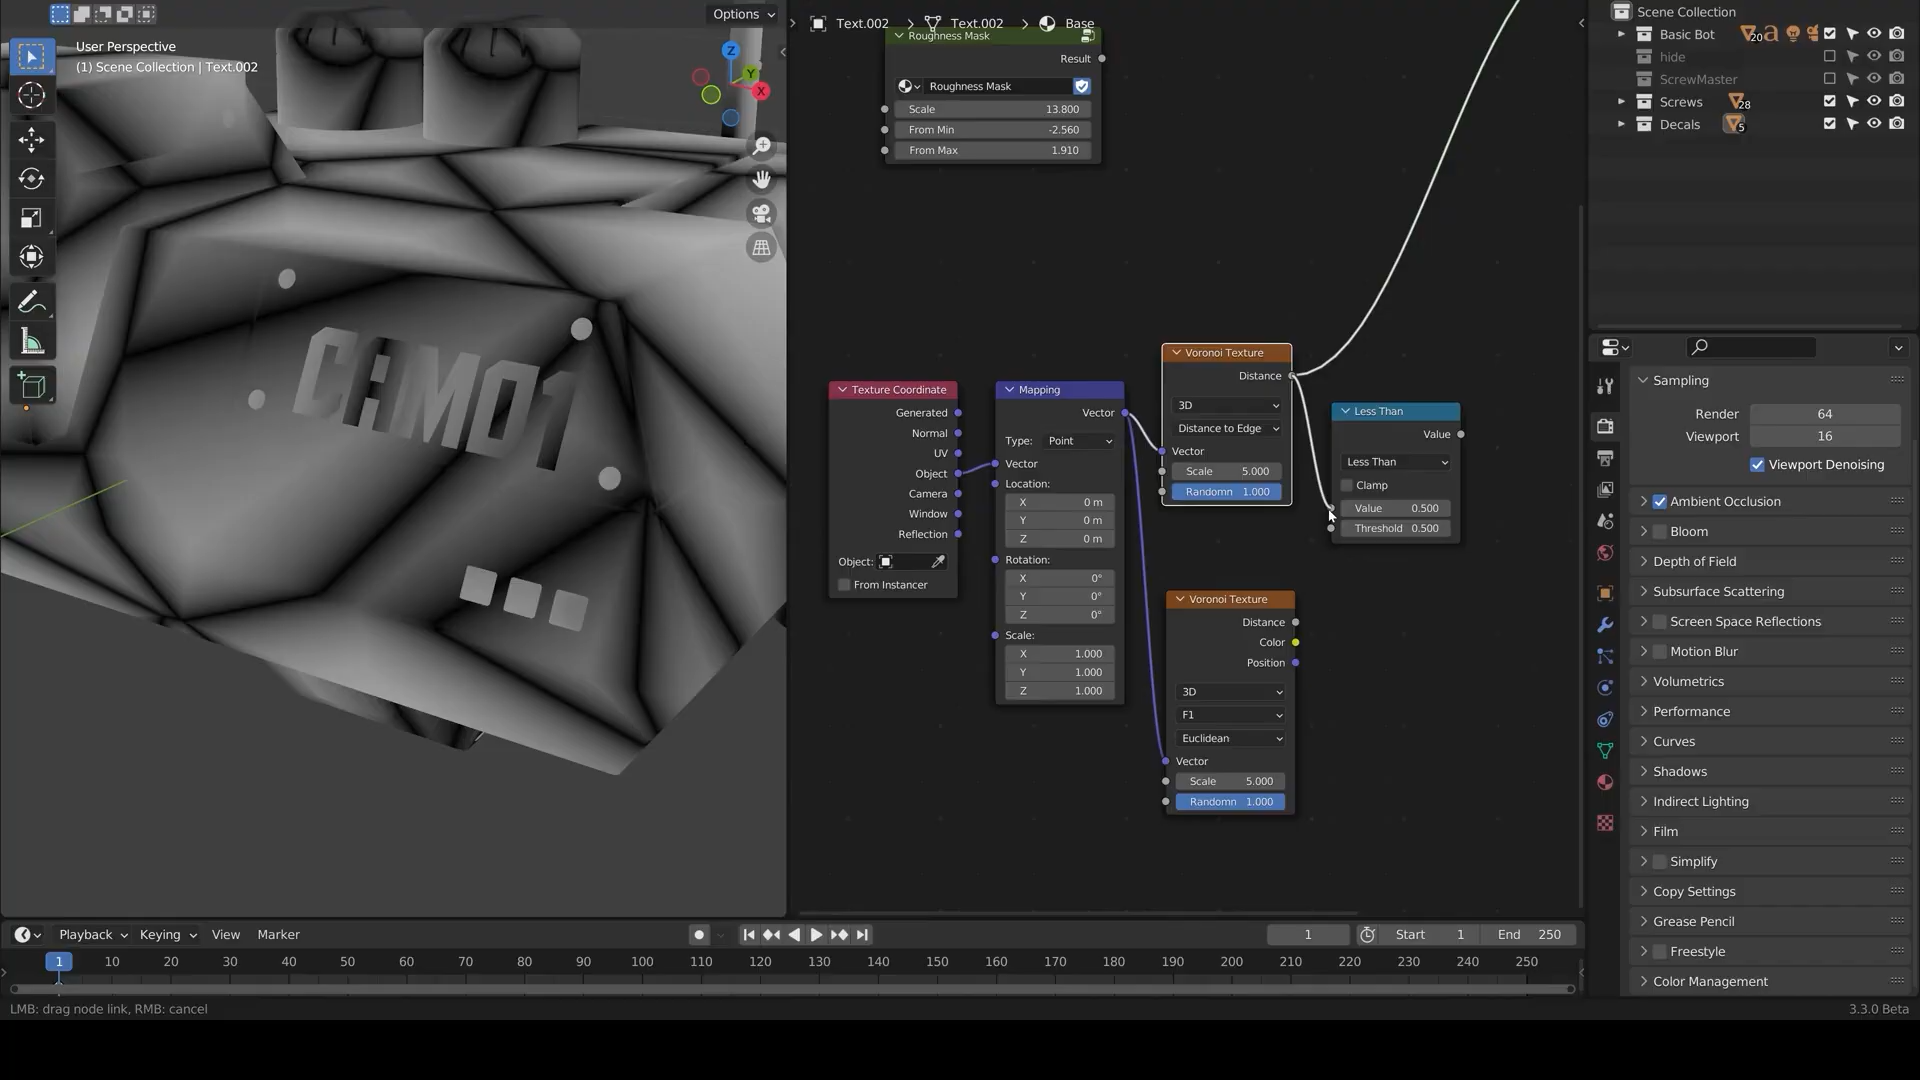 Options
User Perspective
(1) Scene Collection | Text.002
Z
Y
X
CAM01
Text.002 > Text.002 > Base
Roughness Mask
Result
Roughness Mask
Scale 13.800
From Min -2.560
From Max 1.910
Texture Coordinate
Generated
Normal
UV
Object
Camera
Window
Reflection
Object:
From Instancer
Mapping
Vector
Type: Point
Vector
Location:
X 0 m
Y 0 m
Z 0 m
Rotation:
X 0°
Y 0°
Z 0°
Scale:
X 1.000
Y 1.000
Z 1.000
Voronoi Texture
Distance
3D
Distance to Edge
Vector
Scale 5.000
Randomn 1.000
Less Than
Value
Less Than
Clamp
Value 0.500
Threshold 0.500
Voronoi Texture
Distance
Color
Position
3D
F1
Euclidean
Vector
Scale 5.000
Randomn 1.000
Scene Collection
Basic Bot 20
hide
ScrewMaster
Screws 28
Decals 5
Sampling
Render 64
Viewport 16
Viewport Denoising
Ambient Occlusion
Bloom
Depth of Field
Subsurface Scattering
Screen Space Reflections
Motion Blur
Volumetrics
Performance
Curves
Shadows
Indirect Lighting
Film
Simplify
Copy Settings
Grease Pencil
Freestyle
Color Management
Playback Keying View Marker
1 Start 1 End 250
1 10 20 30 40 50 60 70 80 90 100 110 120 130 140 150 160 170 180 190 200 210 220 230 240 250
LMB: drag node link, RMB: cancel
3.3.0 Beta